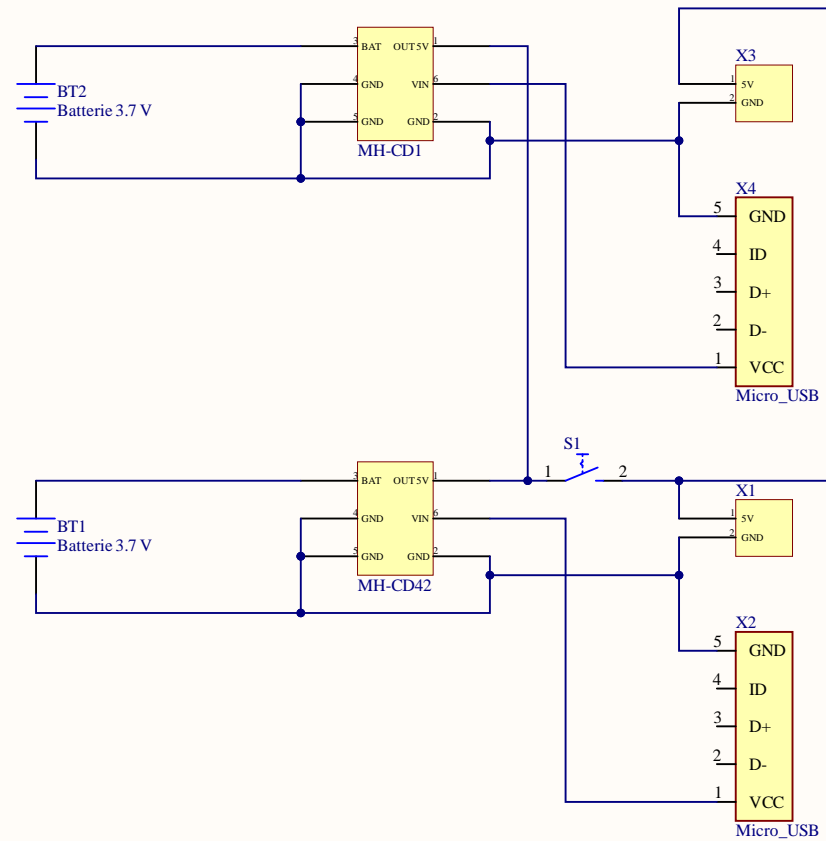 3 BAT OUT5V 1
4 GND VIN 6
5 GND GND 2
MH-CD1
BT2
Batterie 3.7 V
X3
1 5V
2 GND
X4
5 GND
4 ID
3 D+
2 D-
1 VCC
Micro_USB
S1
1 2
3 BAT OUT5V 1
4 GND VIN 6
5 GND GND 2
MH-CD42
BT1
Batterie 3.7 V
X1
1 5V
2 GND
X2
5 GND
4 ID
3 D+
2 D-
1 VCC
Micro_USB